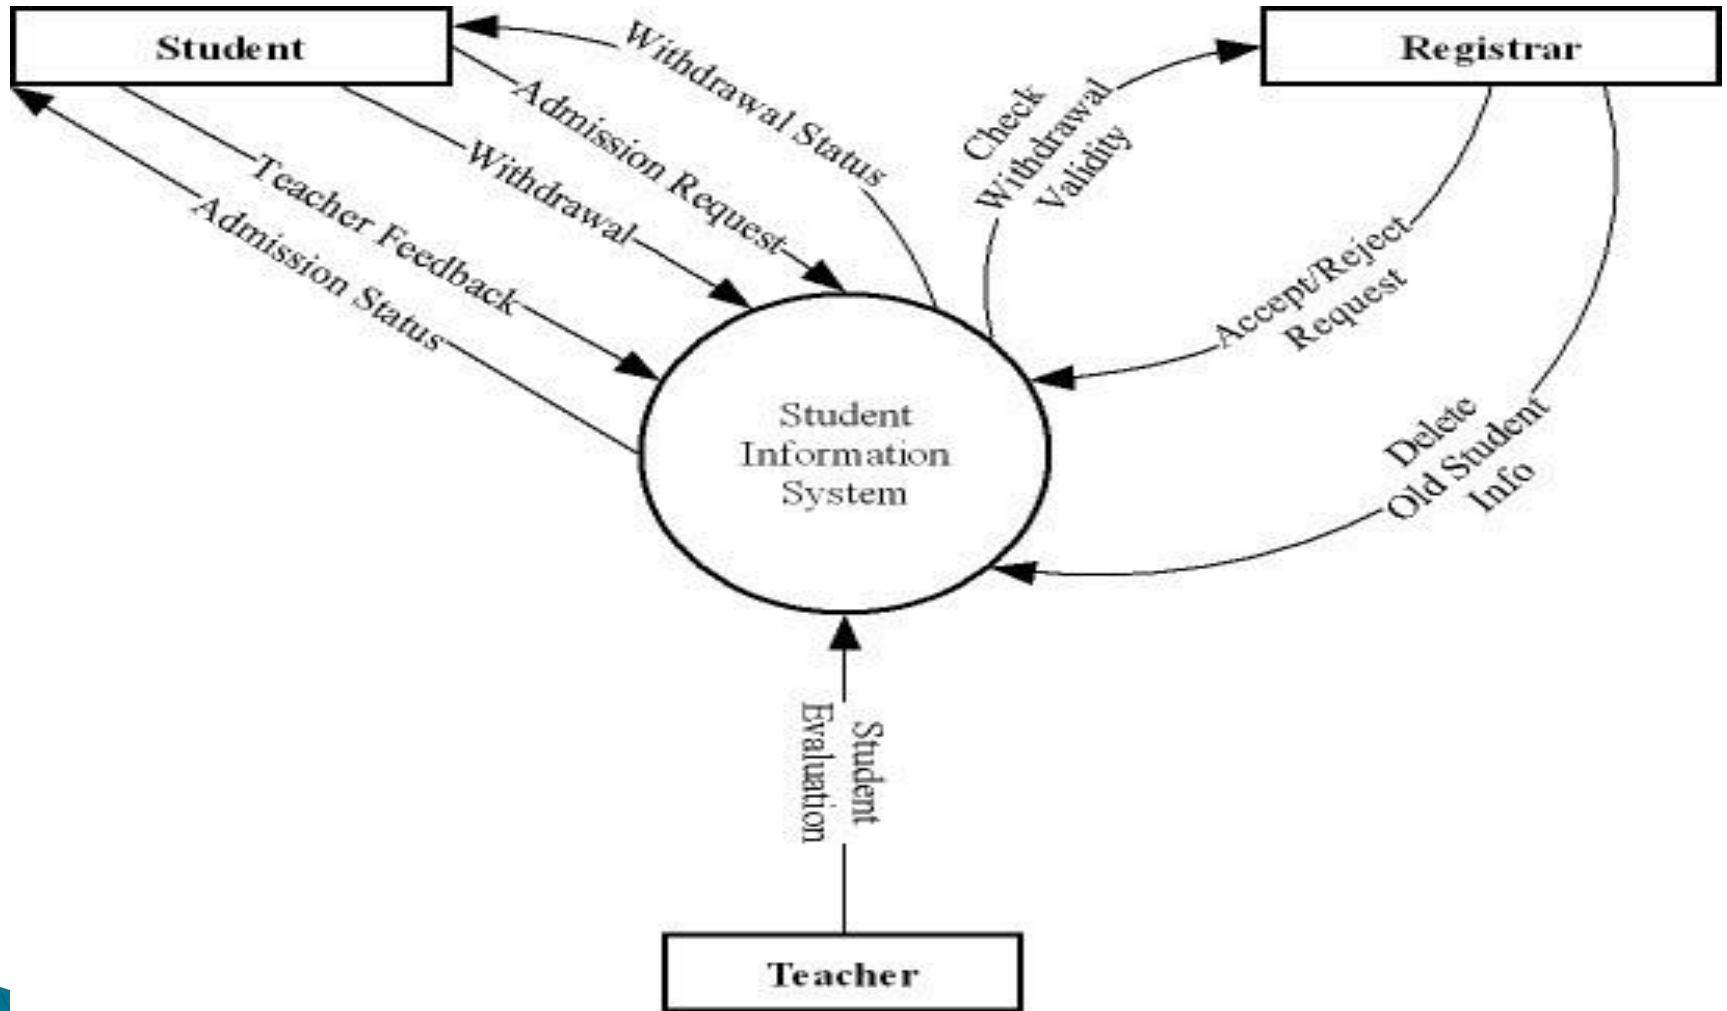 Student
Registrar
Withdrawal Status
Admission Request
Withdrawal
Teacher Feedback
Admission Status
Check
Withdrawal
Validity
Accept/Reject
Request
Delete
Old Student
Info
Student
Information
System
Student
Evaluation
Teacher